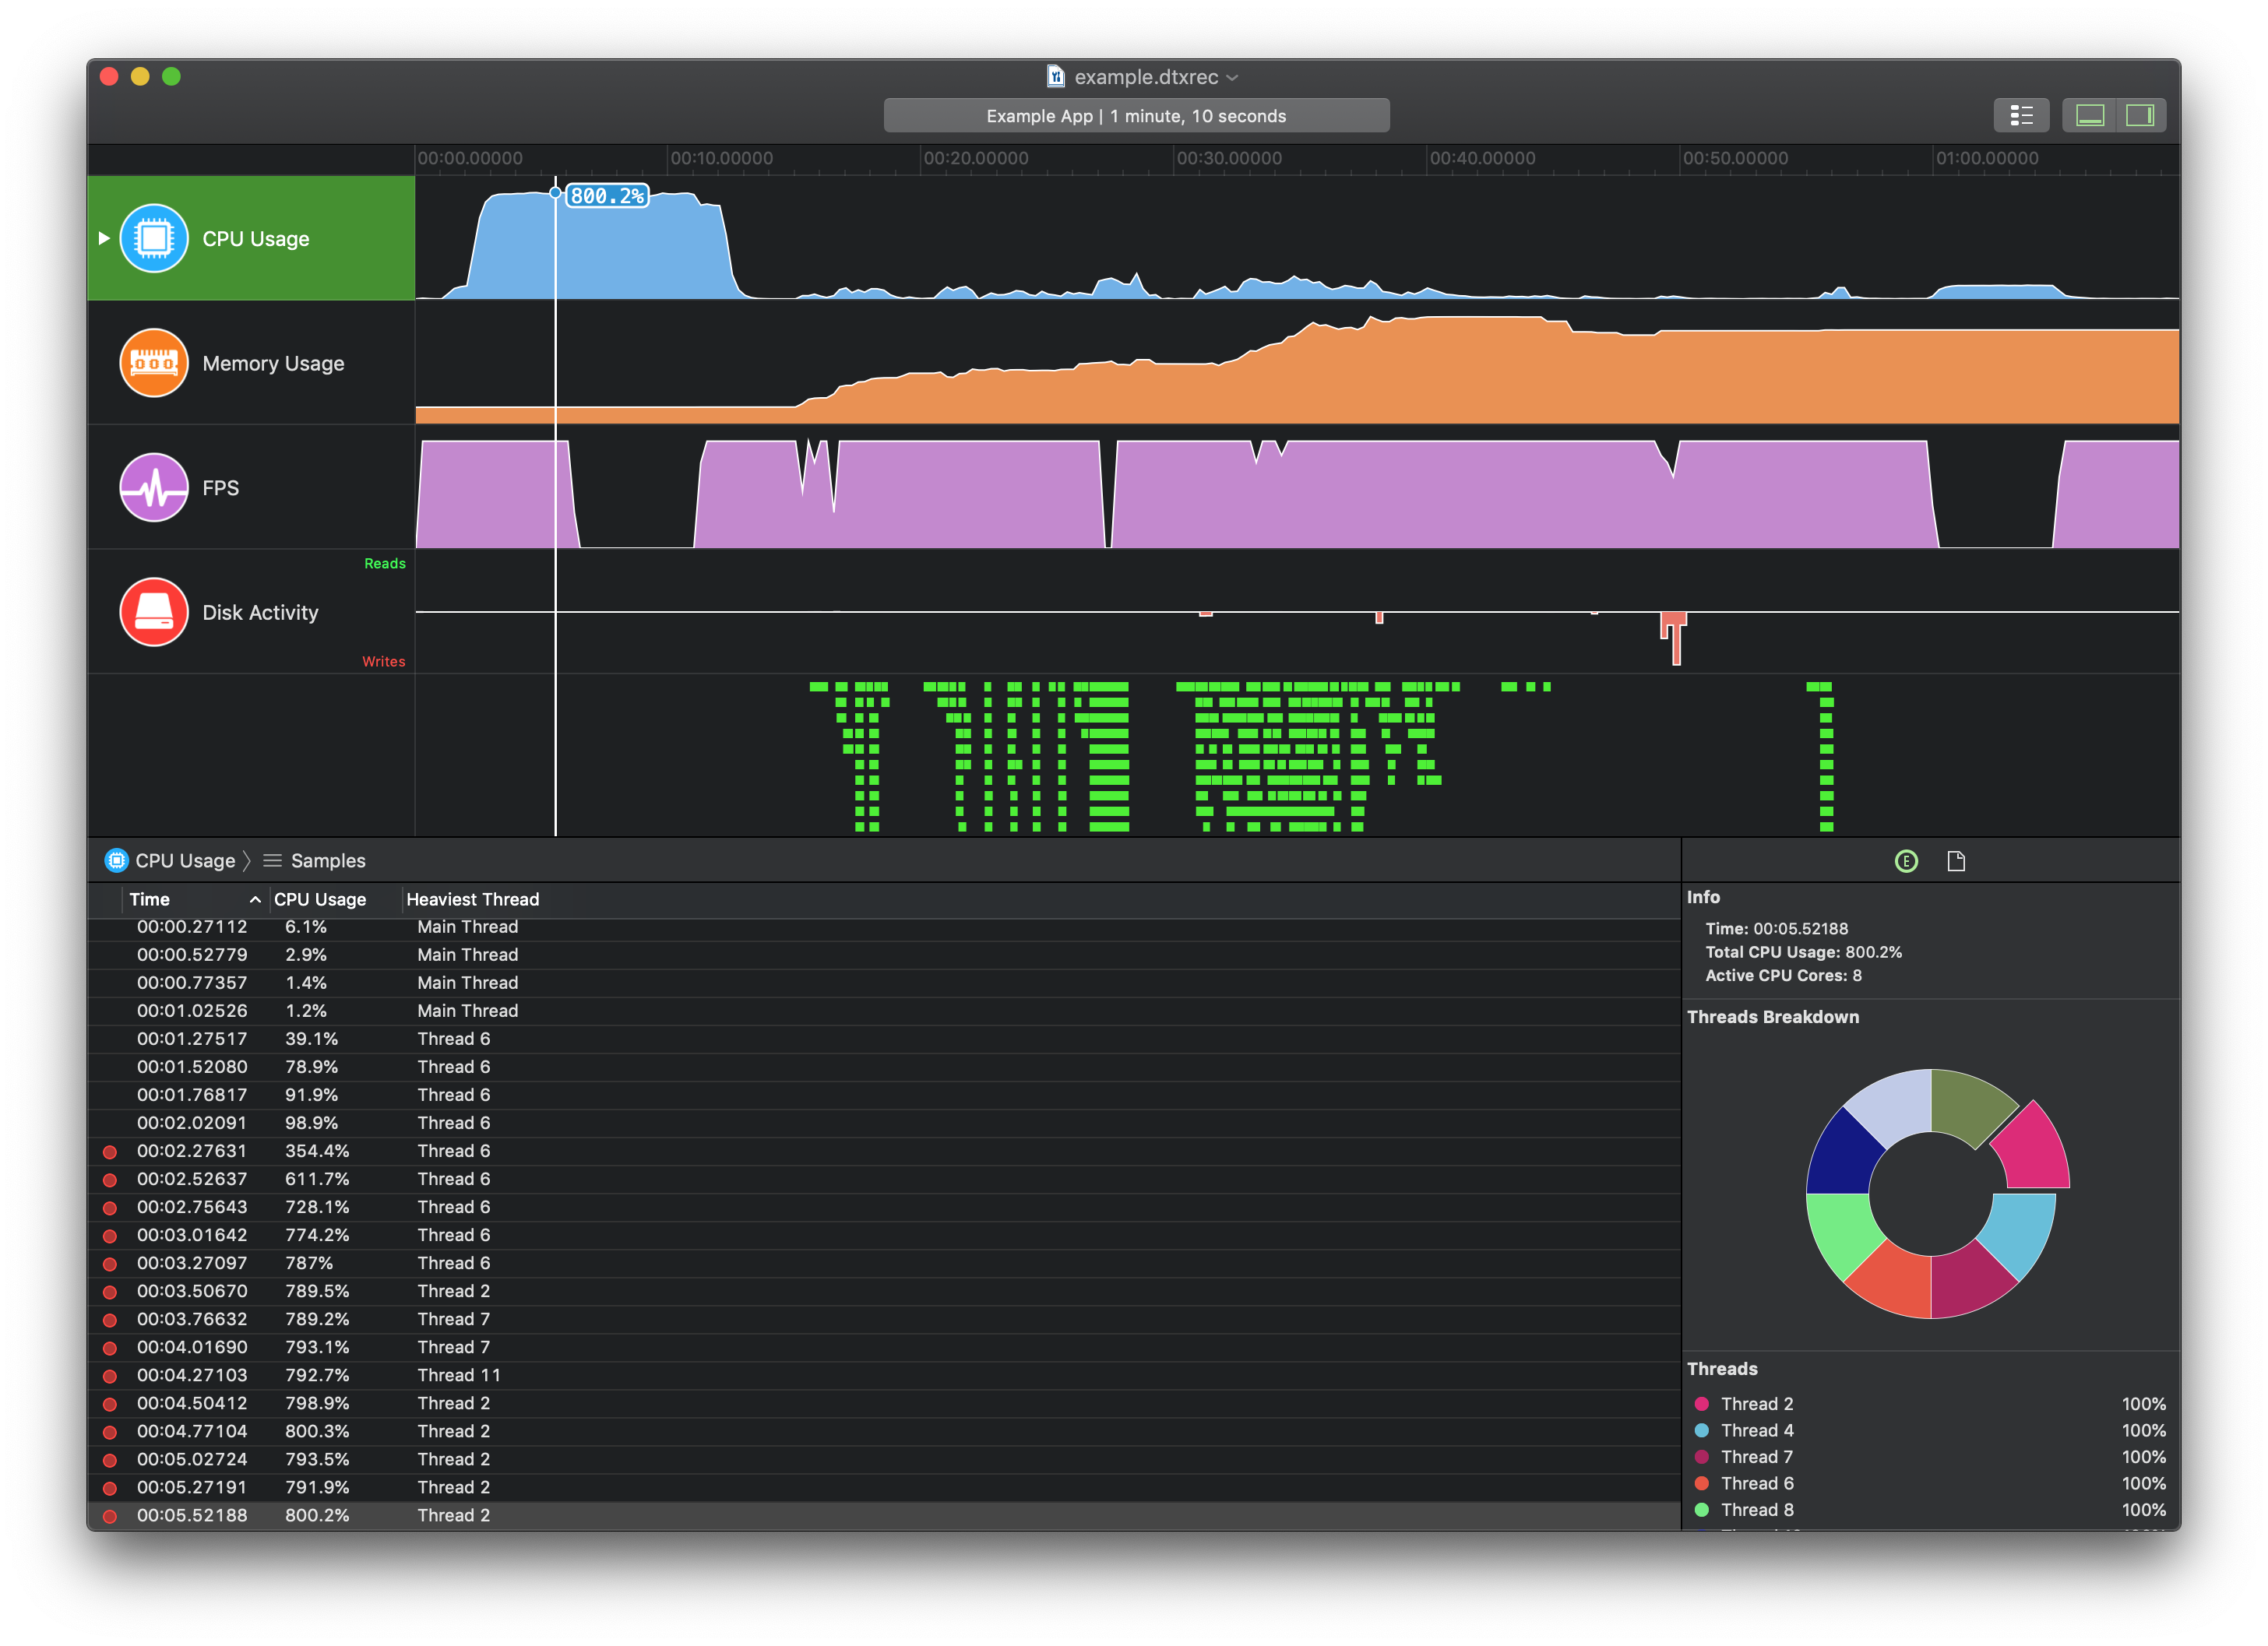 example.dtxrec
Example App | 1 minute, 10 seconds
00:00.00000 00:10.00000 00:20.00000 00:30.00000 00:40.00000 00:50.00000 01:00.00000
800.2%
CPU Usage
Memory Usage
FPS
Reads
Disk Activity
Writes
CPU Usage Samples
Time CPU Usage Heaviest Thread
00:00.27112 6.1% Main Thread
00:00.52779 2.9% Main Thread
00:00.77357 1.4% Main Thread
00:01.02526 1.2% Main Thread
00:01.27517 39.1% Thread 6
00:01.52080 78.9% Thread 6
00:01.76817 91.9% Thread 6
00:02.02091 98.9% Thread 6
00:02.27631 354.4% Thread 6
00:02.52637 611.7% Thread 6
00:02.75643 728.1% Thread 6
00:03.01642 774.2% Thread 6
00:03.27097 787% Thread 6
00:03.50670 789.5% Thread 2
00:03.76632 789.2% Thread 7
00:04.01690 793.1% Thread 7
00:04.27103 792.7% Thread 11
00:04.50412 798.9% Thread 2
00:04.77104 800.3% Thread 2
00:05.02724 793.5% Thread 2
00:05.27191 791.9% Thread 2
00:05.52188 800.2% Thread 2
E
Info
Time: 00:05.52188
Total CPU Usage: 800.2%
Active CPU Cores: 8
Threads Breakdown
Threads
Thread 2 100%
Thread 4 100%
Thread 7 100%
Thread 6 100%
Thread 8 100%